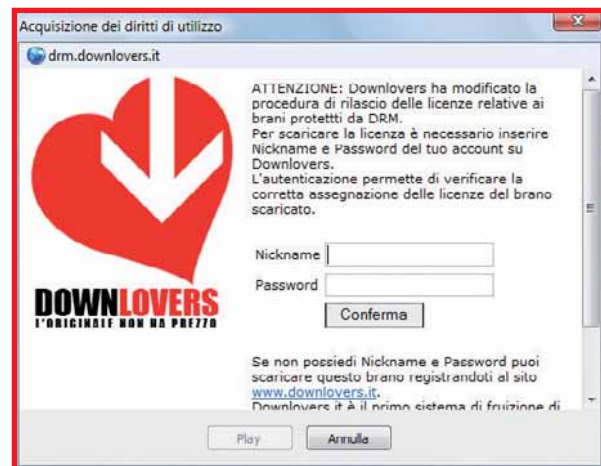 Acquisizione dei diritti di utilizzo
drm.downlovers.it
ATTENZIONE: Downlovers ha modificato la
procedura di rilascio delle licenze relative ai
brani protettti da DRM.
Per scaricare la licenza è necessario inserire
Nickname e Password del tuo account su
Downlovers.
L'autenticazione permette di verificare la
corretta assegnazione delle licenze del brano
scaricato.
Nickname
Password
Conferma
DOWNLOVERS
L'ORIGINALE NON HA PREZZO
Se non possiedi Nickname e Password puoi
scaricare questo brano registrandoti al sito
www.downlovers.it.
Downlovers.it è il primo sistema di fruizione di
Play
Annulla